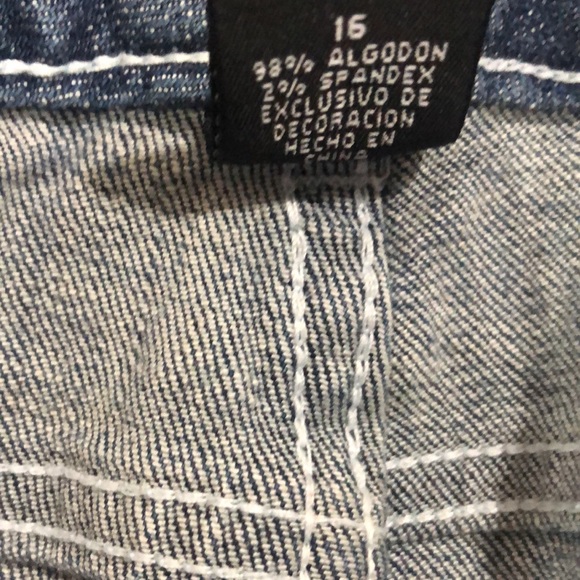 16
98% ALGODON
2% SPANDEX
EXCLUSIVO DE
DECORACION
HECHO EN
CHINA